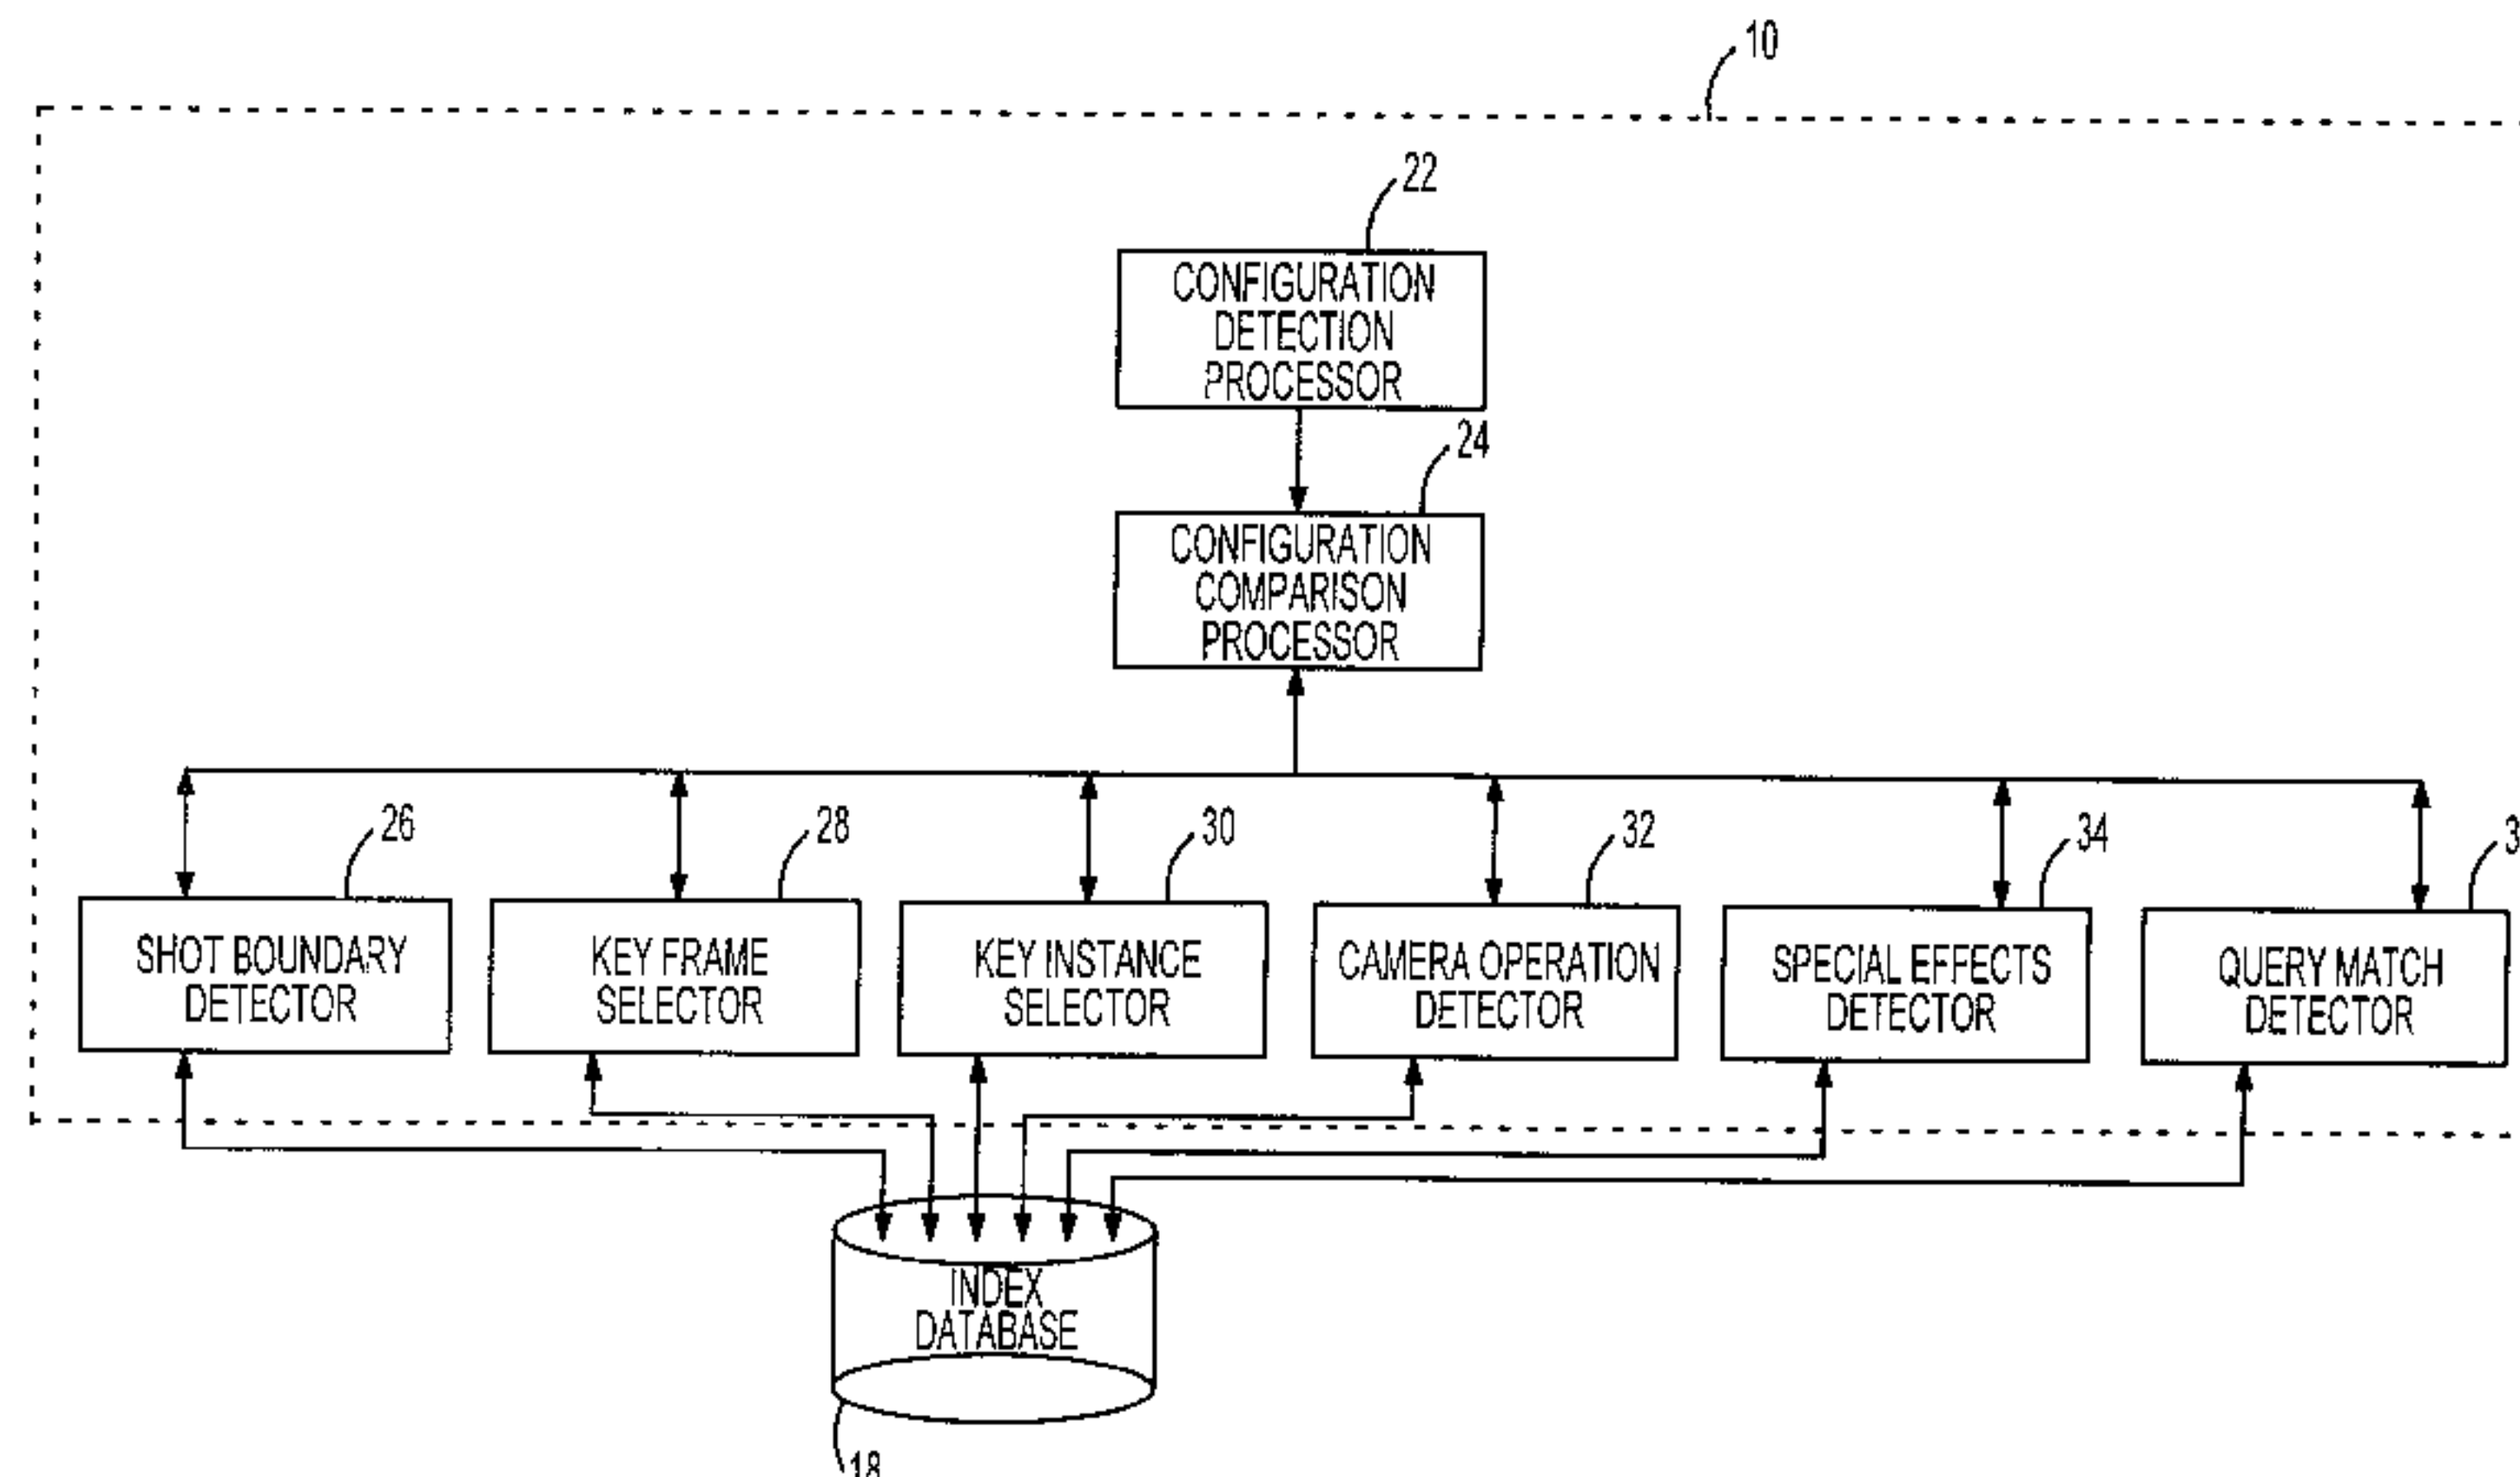 10
22
CONFIGURATION
DETECTION
PROCESSOR
24
CONFIGURATION
COMPARISON
PROCESSOR
26
28
30
32
34
SHOT BOUNDARY
DETECTOR
KEY FRAME
SELECTOR
KEY INSTANCE
SELECTOR
CAMERA OPERATION
DETECTOR
SPECIAL EFFECTS
DETECTOR
QUERY MATCH
DETECTOR
INDEX
DATABASE
18